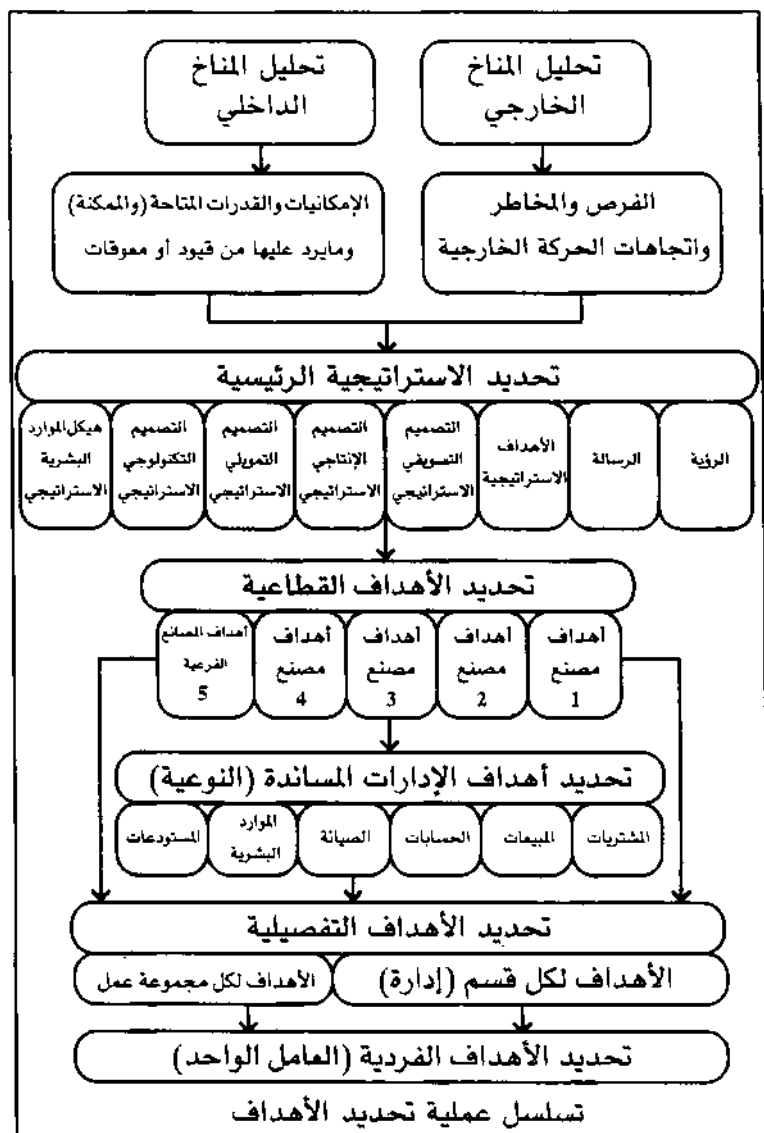 تحليل المناخ
الخارجي
تحليل المناخ
الداخلي
الفرص والمخاطر
واتجاهات الحركة الخارجية
الإمكانيات والقدرات المتاحة (والممكنة)
ومايرد عليها من قيود أو معوقات
تحديد الاستراتيجية الرئيسية
الرؤية
الرسالة
الأهداف
الاستراتيجية
التصميم
التسويقي
الاستراتيجي
التصميم
الإنتاجي
الاستراتيجي
التصميم
التمويلي
الاستراتيجي
التصميم
التكنولوجي
الاستراتيجي
هيكل الموارد
البشرية
الاستراتيجي
تحديد الأهداف القطاعية
أهداف
مصنع
1
أهداف
مصنع
2
أهداف
مصنع
3
أهداف
مصنع
4
أهداف المصانع
الفرعية
5
تحديد أهداف الإدارات المساندة (النوعية)
المشتريات
المبيعات
الحسابات
الصيانة
الموارد
البشرية
المستودعات
تحديد الأهداف التفصيلية
الأهداف لكل قسم (إدارة)
الأهداف لكل مجموعة عمل
تحديد الأهداف الفردية (العامل الواحد)
تسلسل عملية تحديد الأهداف